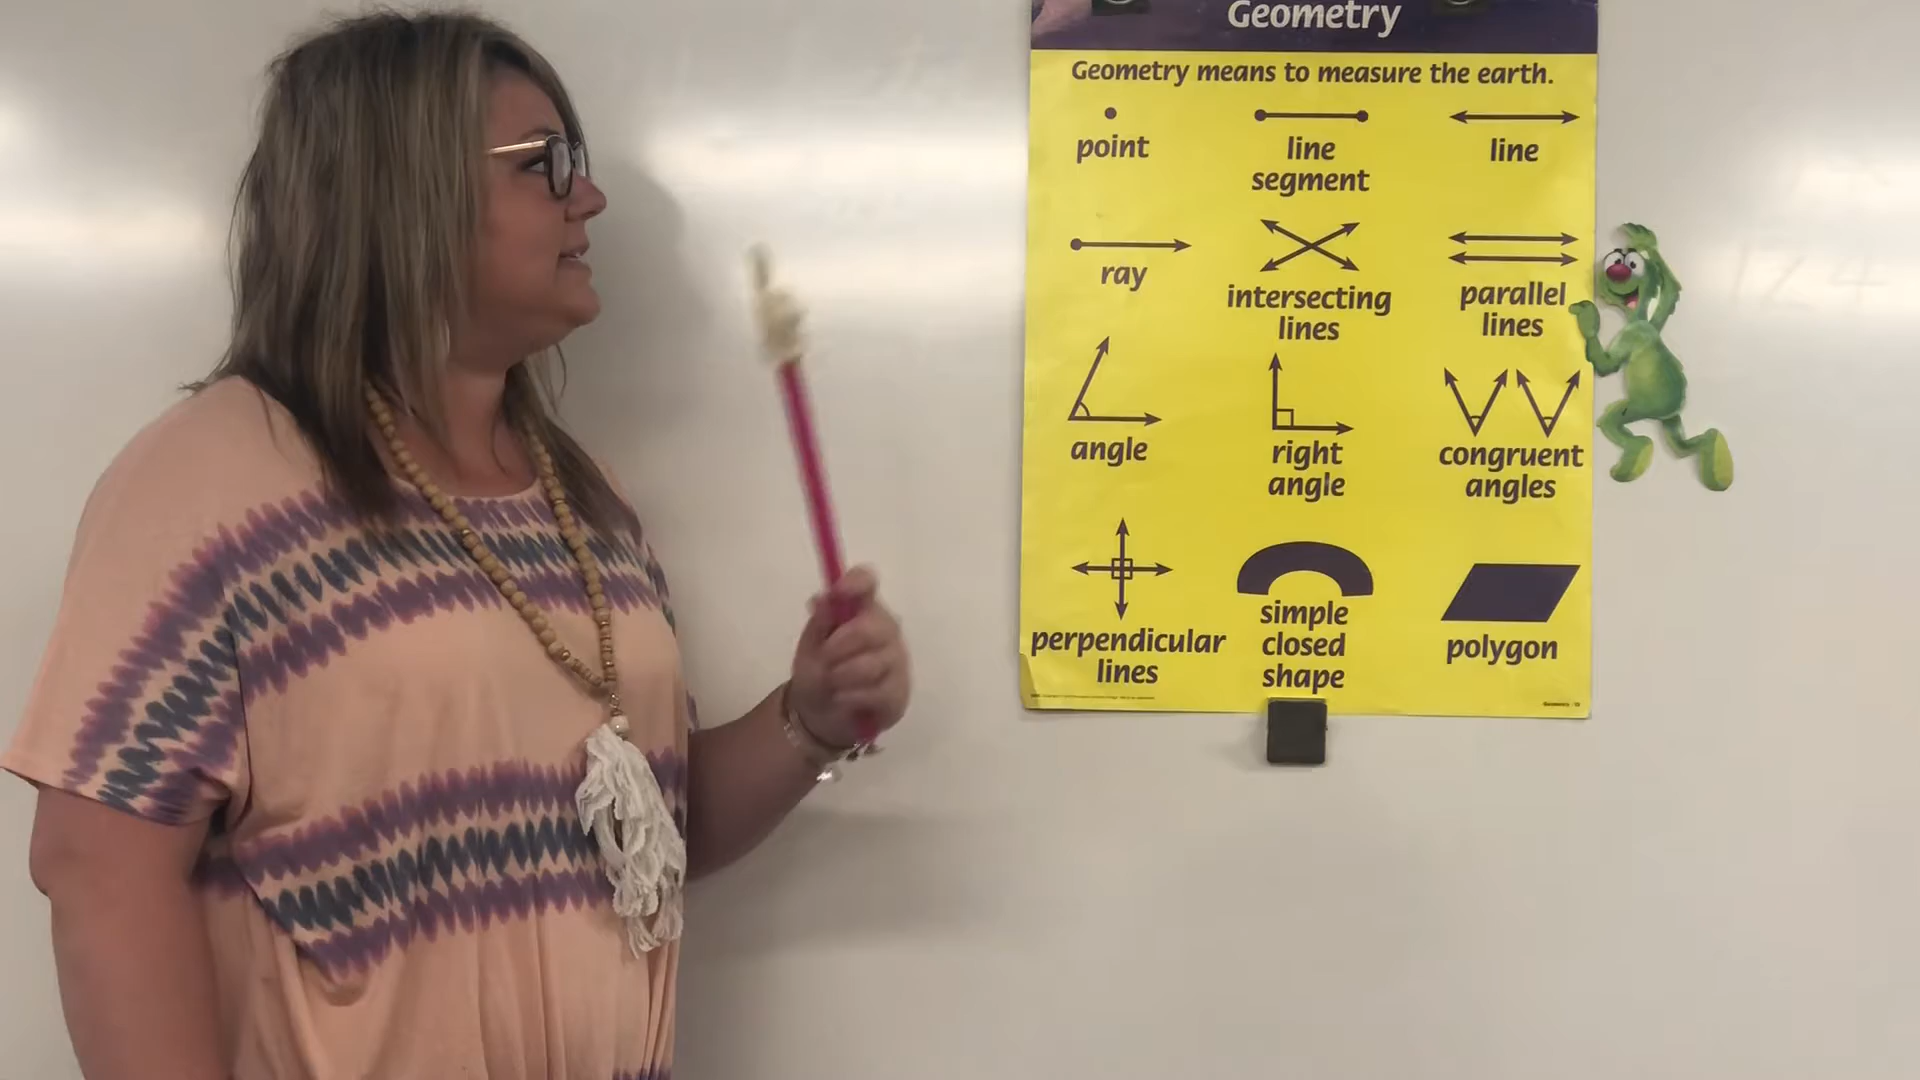 Geometry
Geometry means to measure the earth.
point
line
segment
line
ray
intersecting
lines
parallel
lines
angle
right
angle
congruent
angles
perpendicular
lines
simple
closed
shape
polygon